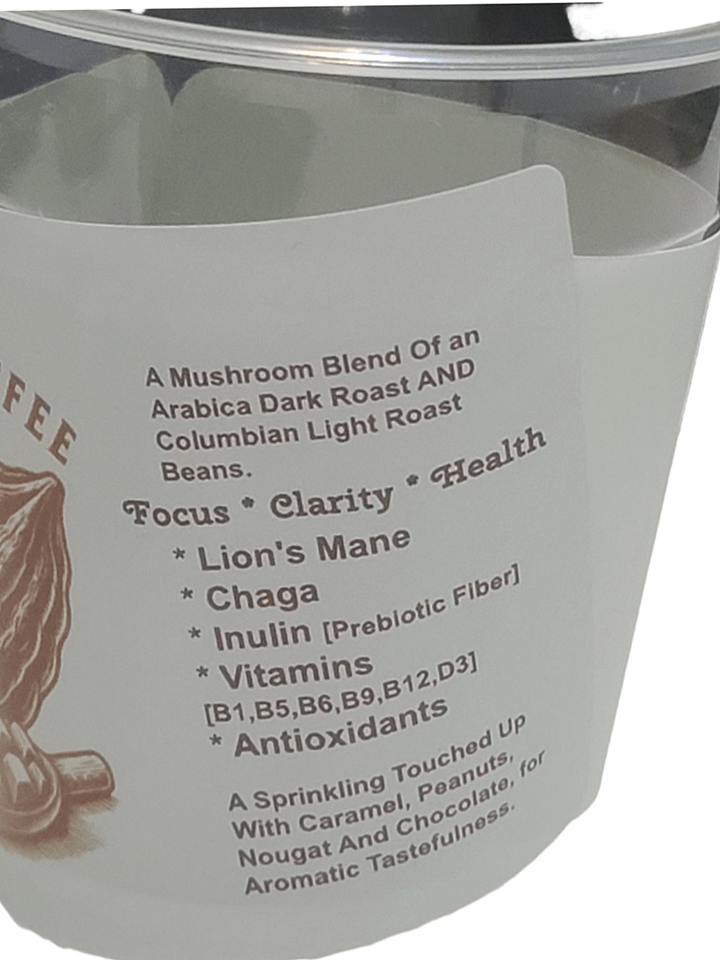 FFEE
A Mushroom Blend Of an
Arabica Dark Roast AND
Columbian Light Roast
Beans.
Focus * Clarity * Health
* Lion's Mane
* Chaga
* Inulin [Prebiotic Fiber]
* Vitamins
[B1,B5,B6,B9,B12,D3]
* Antioxidants
A Sprinkling Touched Up
With Caramel, Peanuts,
Nougat And Chocolate, for
Aromatic Tastefulness.